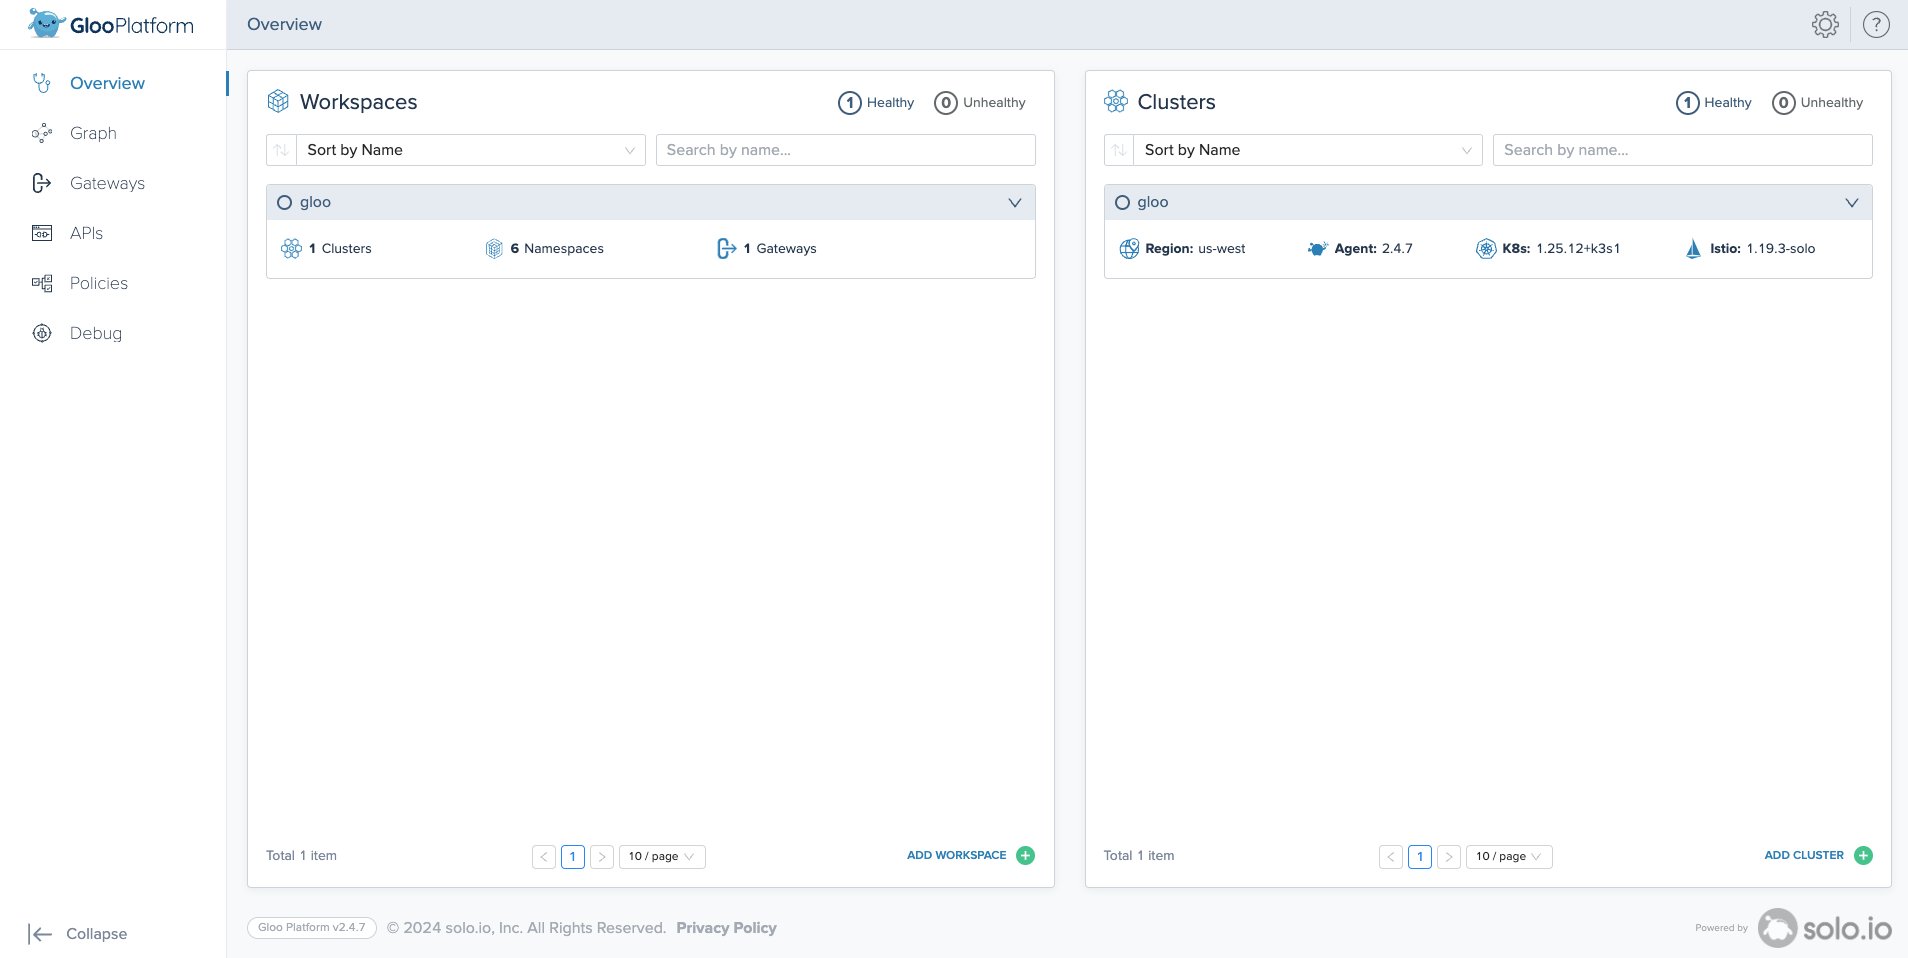 GlooPlatform
Overview
?
Overview
Graph
Gateways
APIs
Policies
Debug
Collapse
Workspaces
1 Healthy
0 Unhealthy
Sort by Name
Search by name...
gloo
1 Clusters
6 Namespaces
1 Gateways
Total 1 item
< 1 >
10 / page
ADD WORKSPACE +
Clusters
1 Healthy
0 Unhealthy
Sort by Name
Search by name...
gloo
Region: us-west
Agent: 2.4.7
K8s: 1.25.12+k3s1
Istio: 1.19.3-solo
Total 1 item
< 1 >
10 / page
ADD CLUSTER +
Gloo Platform v2.4.7
© 2024 solo.io, Inc. All Rights Reserved. Privacy Policy
Powered by
solo.io